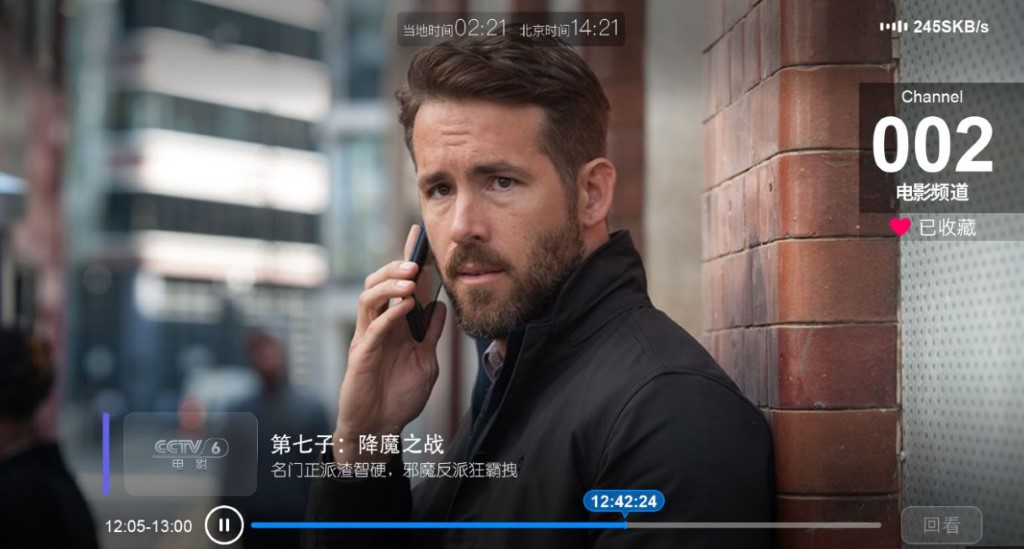 当地时间02:21 北京时间14:21
245SKB/s
Channel
002
电影频道
已收藏
CCTV 6
电影
第七子：降魔之战
名门正派渣智硬，邪魔反派狂霸拽
12:42:24
12:05-13:00
回看